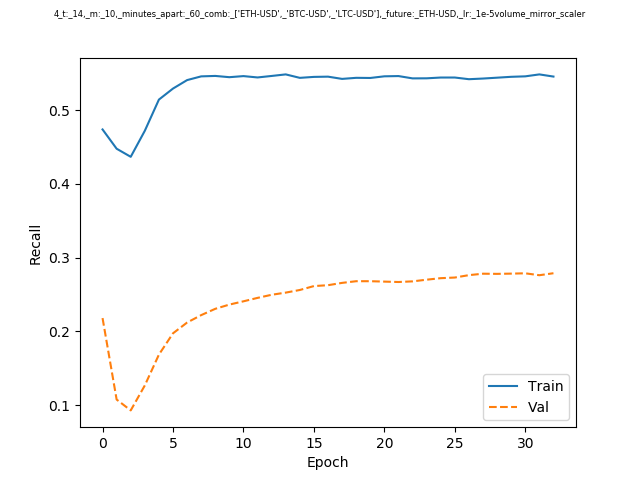 4_t:_14,_m:_10,_minutes_apart:_60_comb:_['ETH-USD',_'BTC-USD',_'LTC-USD'],_future:_ETH-USD,_lr:_1e-5volume_mirror_scaler
0.5
0.4
0.3
0.2
0.1
Recall
Train
Val
0 5 10 15 20 25 30
Epoch